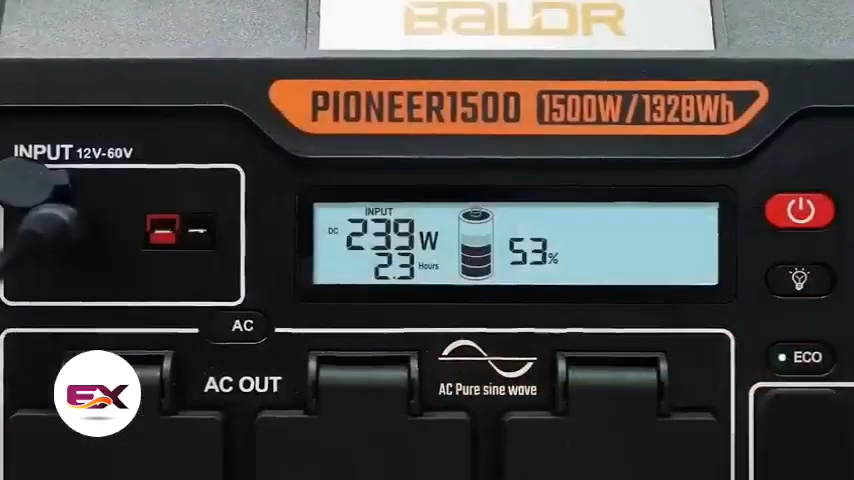 BALDR
PIONEER1500 1500W/1328Wh
INPUT 12V-60V
INPUT
DC 239W
2.3 Hours
53%
AC
ECO
EX
AC OUT
AC Pure sine wave